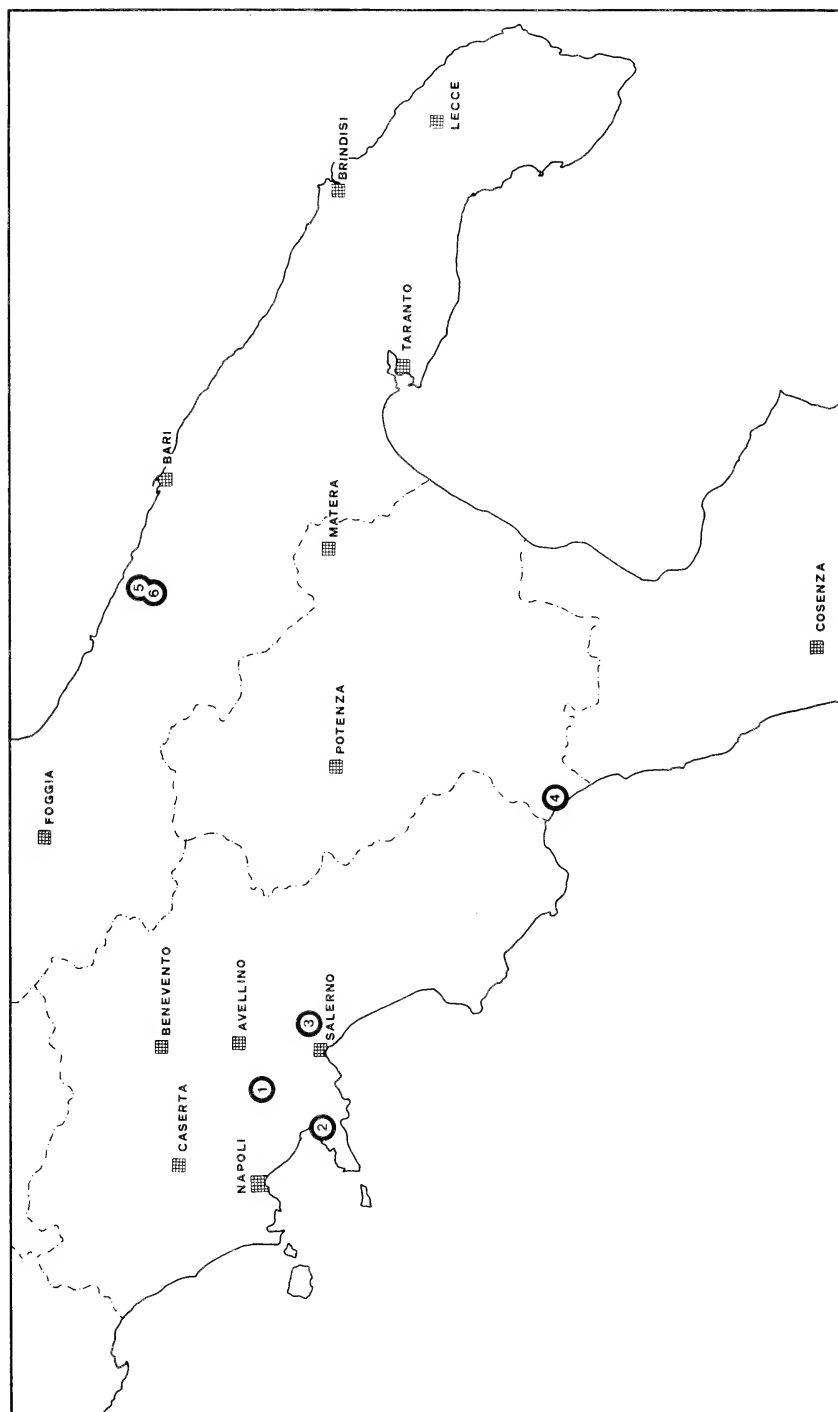 FOGGIA
BARI
BRINDISI
LECCE
TARANTO
MATERA
POTENZA
BENEVENTO
CASERTA
AVELLINO
NAPOLI
SALERNO
COSENZA
1
2
3
4
5
6